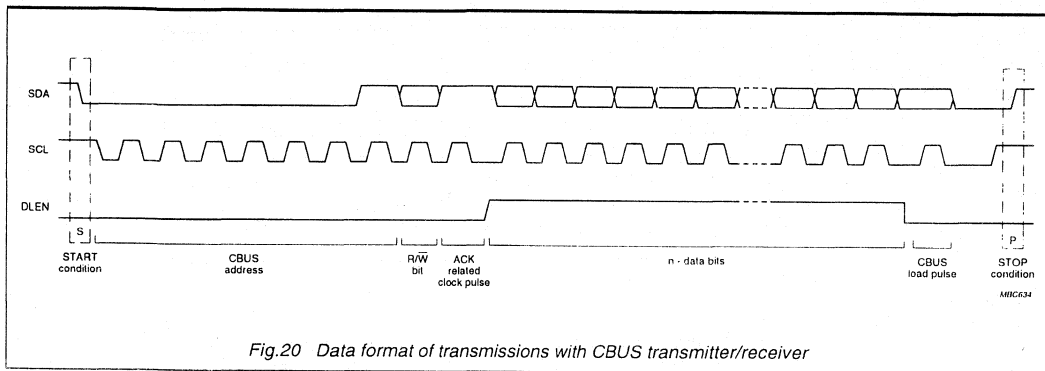 SDA
SCL
DLEN
S
P
START
condition
CBUS
address
R/W̅
bit
ACK
related
clock pulse
n - data bits
CBUS
load pulse
STOP
condition
MBC634
Fig.20 Data format of transmissions with CBUS transmitter/receiver